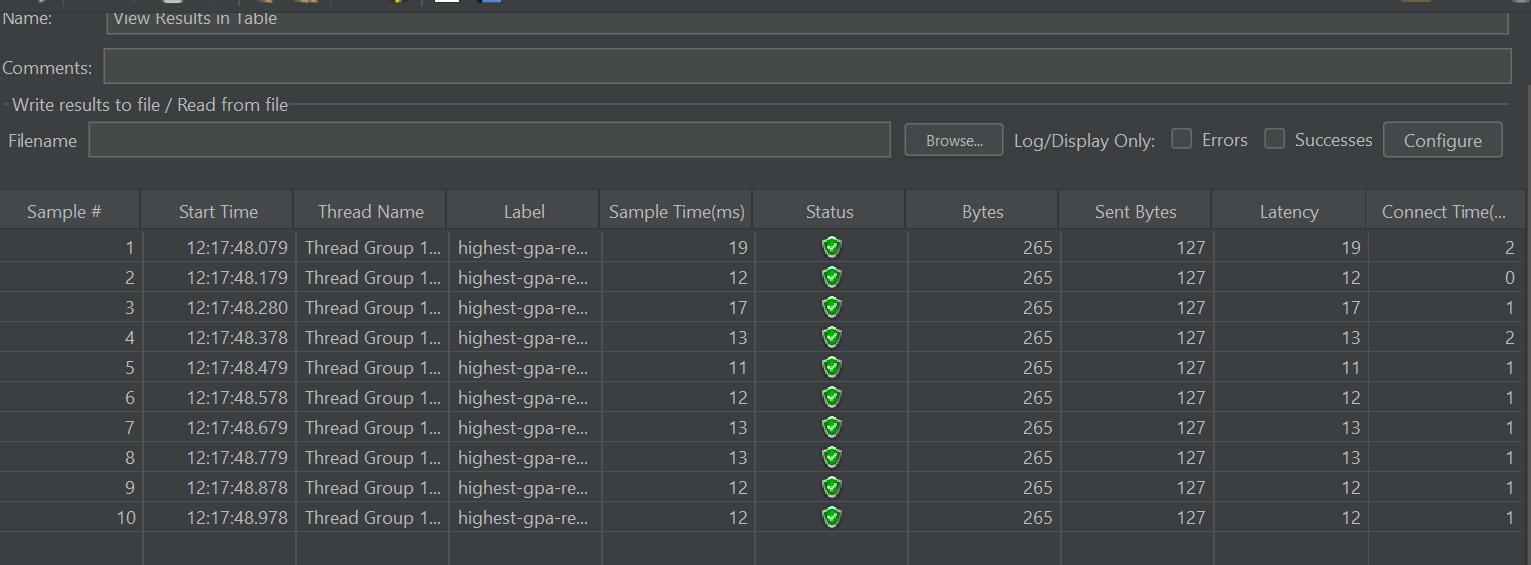 Name: View Results in Table
Comments:
Write results to file / Read from file
Filename Browse... Log/Display Only: Errors Successes Configure
Sample # Start Time Thread Name Label Sample Time(ms) Status Bytes Sent Bytes Latency Connect Time(...
1 12:17:48.079 Thread Group 1... highest-gpa-re... 19 265 127 19 2
2 12:17:48.179 Thread Group 1... highest-gpa-re... 12 265 127 12 0
3 12:17:48.280 Thread Group 1... highest-gpa-re... 17 265 127 17 1
4 12:17:48.378 Thread Group 1... highest-gpa-re... 13 265 127 13 2
5 12:17:48.479 Thread Group 1... highest-gpa-re... 11 265 127 11 1
6 12:17:48.578 Thread Group 1... highest-gpa-re... 12 265 127 12 1
7 12:17:48.679 Thread Group 1... highest-gpa-re... 13 265 127 13 1
8 12:17:48.779 Thread Group 1... highest-gpa-re... 13 265 127 13 1
9 12:17:48.878 Thread Group 1... highest-gpa-re... 12 265 127 12 1
10 12:17:48.978 Thread Group 1... highest-gpa-re... 12 265 127 12 1